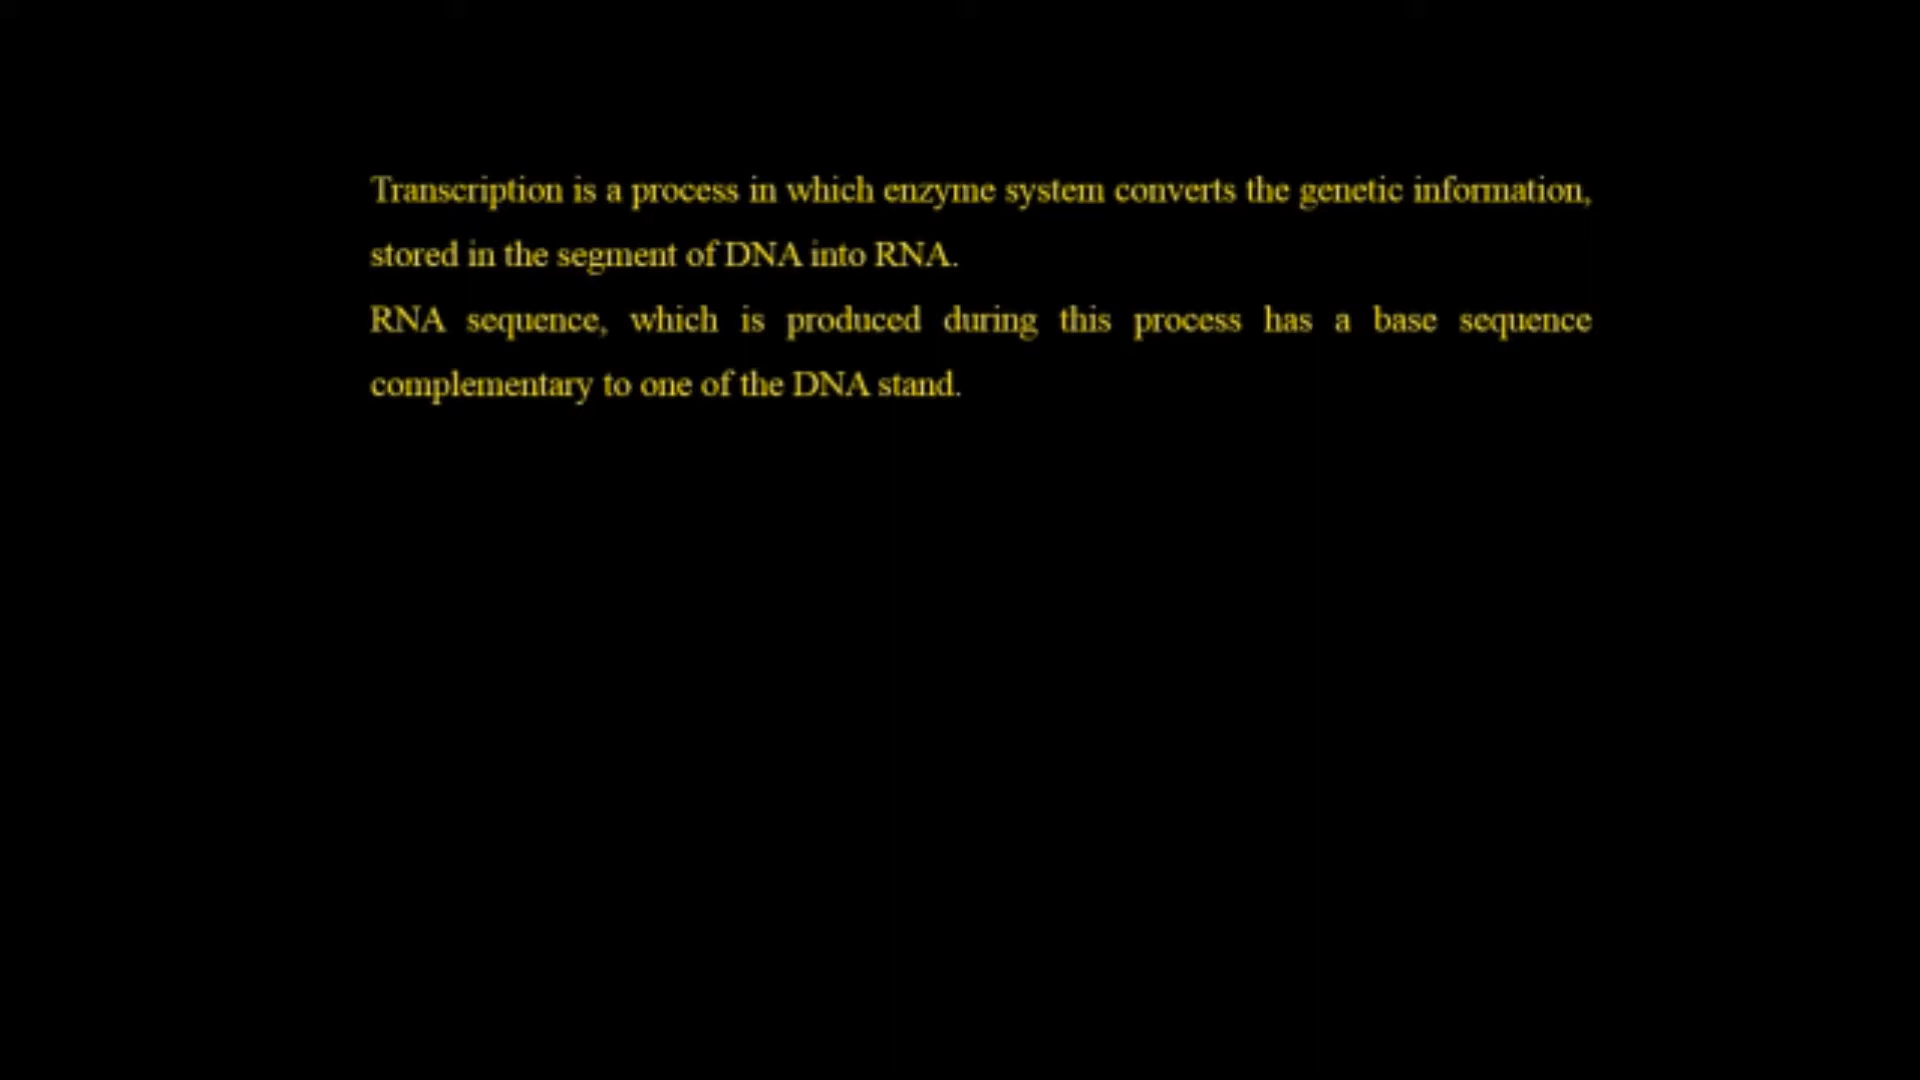 Transcription is a process in which enzyme system converts the genetic information,
stored in the segment of DNA into RNA.
RNA sequence, which is produced during this process has a base sequence
complementary to one of the DNA stand.